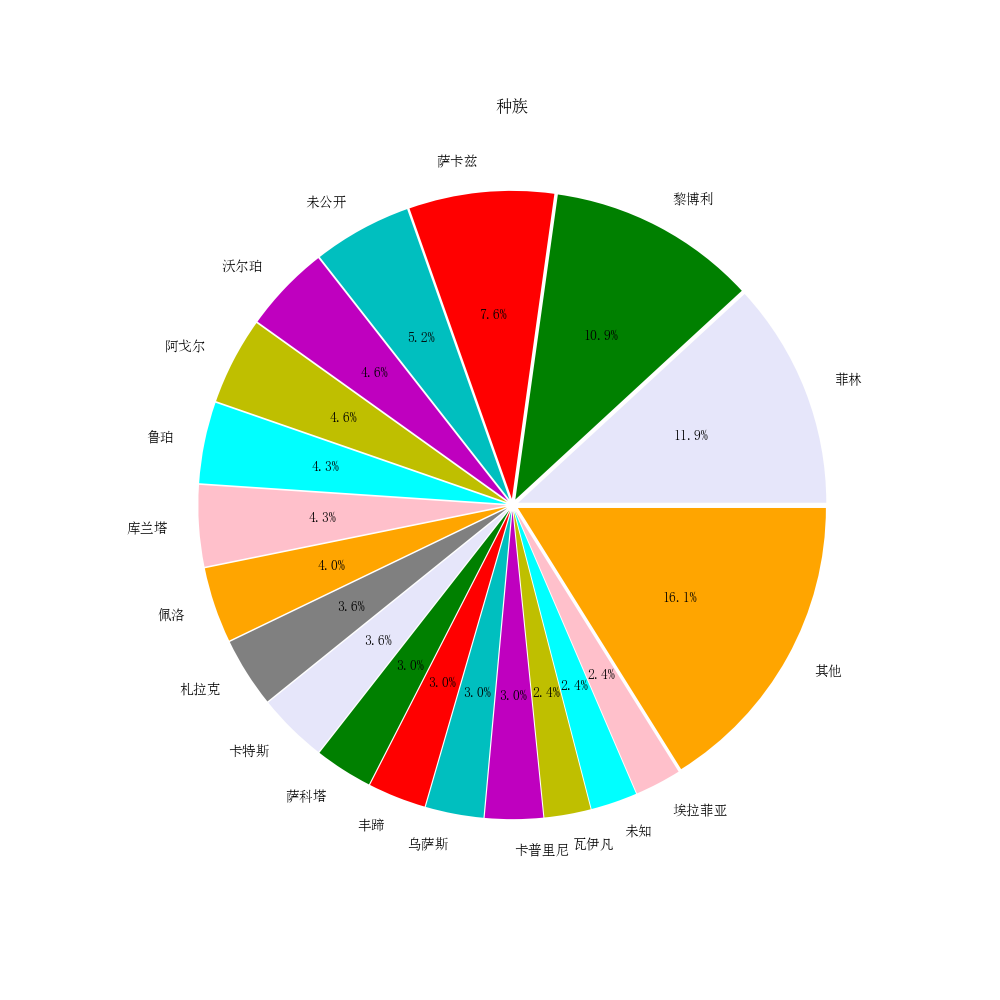 种族
菲林
11.9%
黎博利
10.9%
萨卡兹
7.6%
未公开
5.2%
沃尔珀
4.6%
阿戈尔
4.6%
鲁珀
4.3%
库兰塔
4.3%
佩洛
4.0%
札拉克
3.6%
卡特斯
3.6%
萨科塔
3.0%
丰蹄
3.0%
乌萨斯
3.0%
卡普里尼
3.0%
瓦伊凡
2.4%
未知
2.4%
埃拉菲亚
2.4%
其他
16.1%